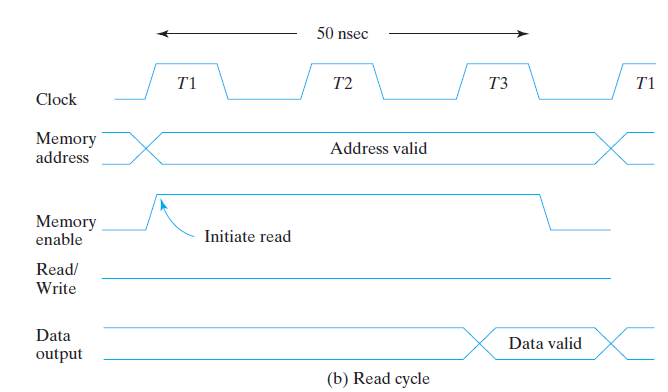 50 nsec
T1 T2 T3 T1
Clock
Memory
address
Address valid
Memory
enable
Initiate read
Read/
Write
Data
output
Data valid
(b) Read cycle